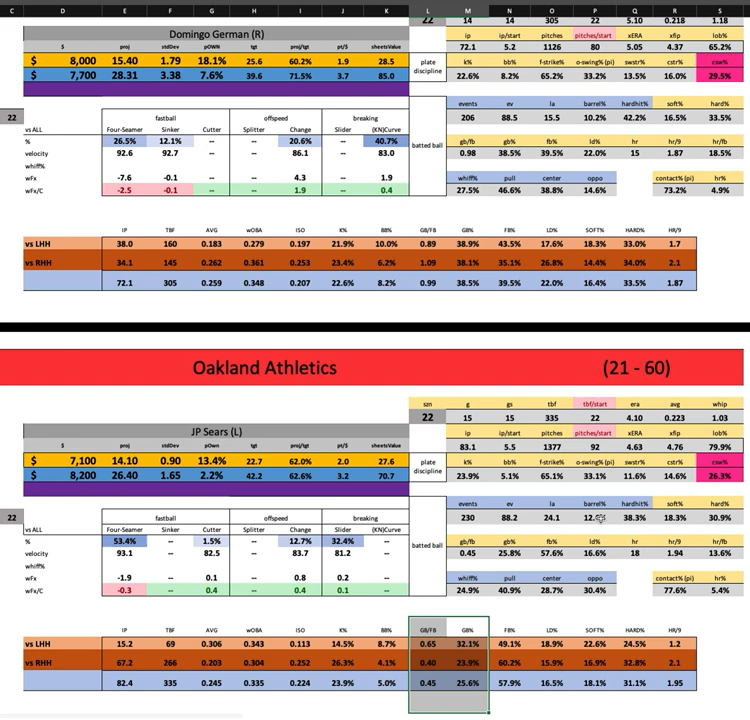 C D E F G H I J K L M N O P Q R S
22 14 14 305 22 5.10 0.218 1.18
Domingo German (R) ip ip/start pitches pitches/start xERA xfip lob%
72.1 5.2 1126 80 5.05 4.37 65.2%
$ proj stdDev pOWN tgt proj/tgt pt/$ sheetsValue
$ 8,000 15.40 1.79 18.1% 25.6 60.2% 1.9 28.5 plate discipline k% bb% f-strike% o-swing% (pi) swstr% cstr% csw%
$ 7,700 28.31 3.38 7.6% 39.6 71.5% 3.7 85.0 22.6% 8.2% 65.2% 33.2% 13.5% 16.0% 29.5%
events ev la barrel% hardhit% soft% hard%
22 fastball offspeed breaking 206 88.5 15.5 10.2% 42.2% 16.5% 33.5%
vs ALL Four-Seamer Sinker Cutter Splitter Change Slider (KN)Curve
% 26.5% 12.1% -- -- 20.6% -- 40.7% batted ball gb/fb gb% fb% ld% hr hr/9 hr/fb
velocity 92.6 92.7 -- -- 86.1 -- 83.0 0.98 38.5% 39.5% 22.0% 15 1.87 18.5%
whiff%
wFx -7.6 -0.1 -- -- 4.3 -- 1.9 whiff% pull center oppo contact% (pi) hr%
wFx/C -2.5 -0.1 -- -- 1.9 -- 0.4 27.5% 46.6% 38.8% 14.6% 73.2% 4.9%
IP TBF AVG wOBA ISO K% BB% GB/FB GB% FB% LD% SOFT% HARD% HR/9
vs LHH 38.0 160 0.183 0.279 0.197 21.9% 10.0% 0.89 38.9% 43.5% 17.6% 18.3% 33.0% 1.7
vs RHH 34.1 145 0.262 0.361 0.253 23.4% 6.2% 1.09 38.1% 35.1% 26.8% 14.4% 34.0% 2.1
72.1 305 0.259 0.348 0.207 22.6% 8.2% 0.99 38.5% 39.5% 22.0% 16.4% 33.5% 1.87
Oakland Athletics (21 - 60)
szn g gs tbf tbf/start era avg whip
22 15 15 335 22 4.10 0.223 1.03
JP Sears (L) ip ip/start pitches pitches/start xERA xfip lob%
$ proj stdDev pOwn tgt proj/tgt pt/$ sheetsValue 83.1 5.5 1377 92 4.63 4.76 79.9%
$ 7,100 14.10 0.90 13.4% 22.7 62.0% 2.0 27.6 plate discipline k% bb% f-strike% o-swing% (pi) swstr% cstr% csw%
$ 8,200 26.40 1.65 2.2% 42.2 62.6% 3.2 70.7 23.9% 5.1% 65.1% 33.1% 11.6% 14.6% 26.3%
events ev la barrel% hardhit% soft% hard%
22 fastball offspeed breaking 230 88.2 24.1 38.3% 18.3% 30.9%
vs ALL Four-Seamer Sinker Cutter Splitter Change Slider (KN)Curve
% 53.4% -- 1.5% -- 12.7% 32.4% -- batted ball gb/fb gb% fb% ld% hr hr/9 hr/fb
velocity 93.1 -- 82.5 -- 83.7 81.2 -- 0.45 25.8% 57.6% 16.6% 18 1.94 13.6%
whiff%
wFx -1.9 -- 0.1 -- 0.8 0.2 -- whiff% pull center oppo contact% (pi) hr%
wFx/C -0.3 -- 0.4 -- 0.4 0.1 -- 24.9% 40.9% 28.7% 30.4% 77.6% 5.4%
IP TBF AVG wOBA ISO K% BB% GB/FB GB% FB% LD% SOFT% HARD% HR/9
vs LHH 15.2 69 0.306 0.343 0.113 14.5% 8.7% 0.65 32.1% 49.1% 18.9% 22.6% 24.5% 1.2
vs RHH 67.2 266 0.203 0.304 0.252 26.3% 4.1% 0.40 23.9% 60.2% 15.9% 16.9% 32.8% 2.1
82.4 335 0.245 0.335 0.224 23.9% 5.0% 0.45 25.6% 57.9% 16.5% 18.1% 31.1% 1.95